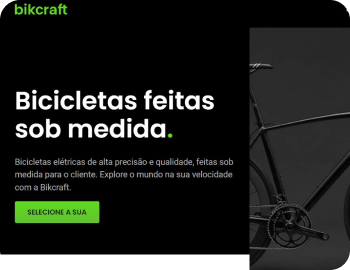 bikcraft
Bicicletas feitas
sob medida.
Bicicletas elétricas de alta precisão e qualidade, feitas sob
medida para o cliente. Explore o mundo na sua velocidade
com a Bikcraft.
SELECIONE A SUA